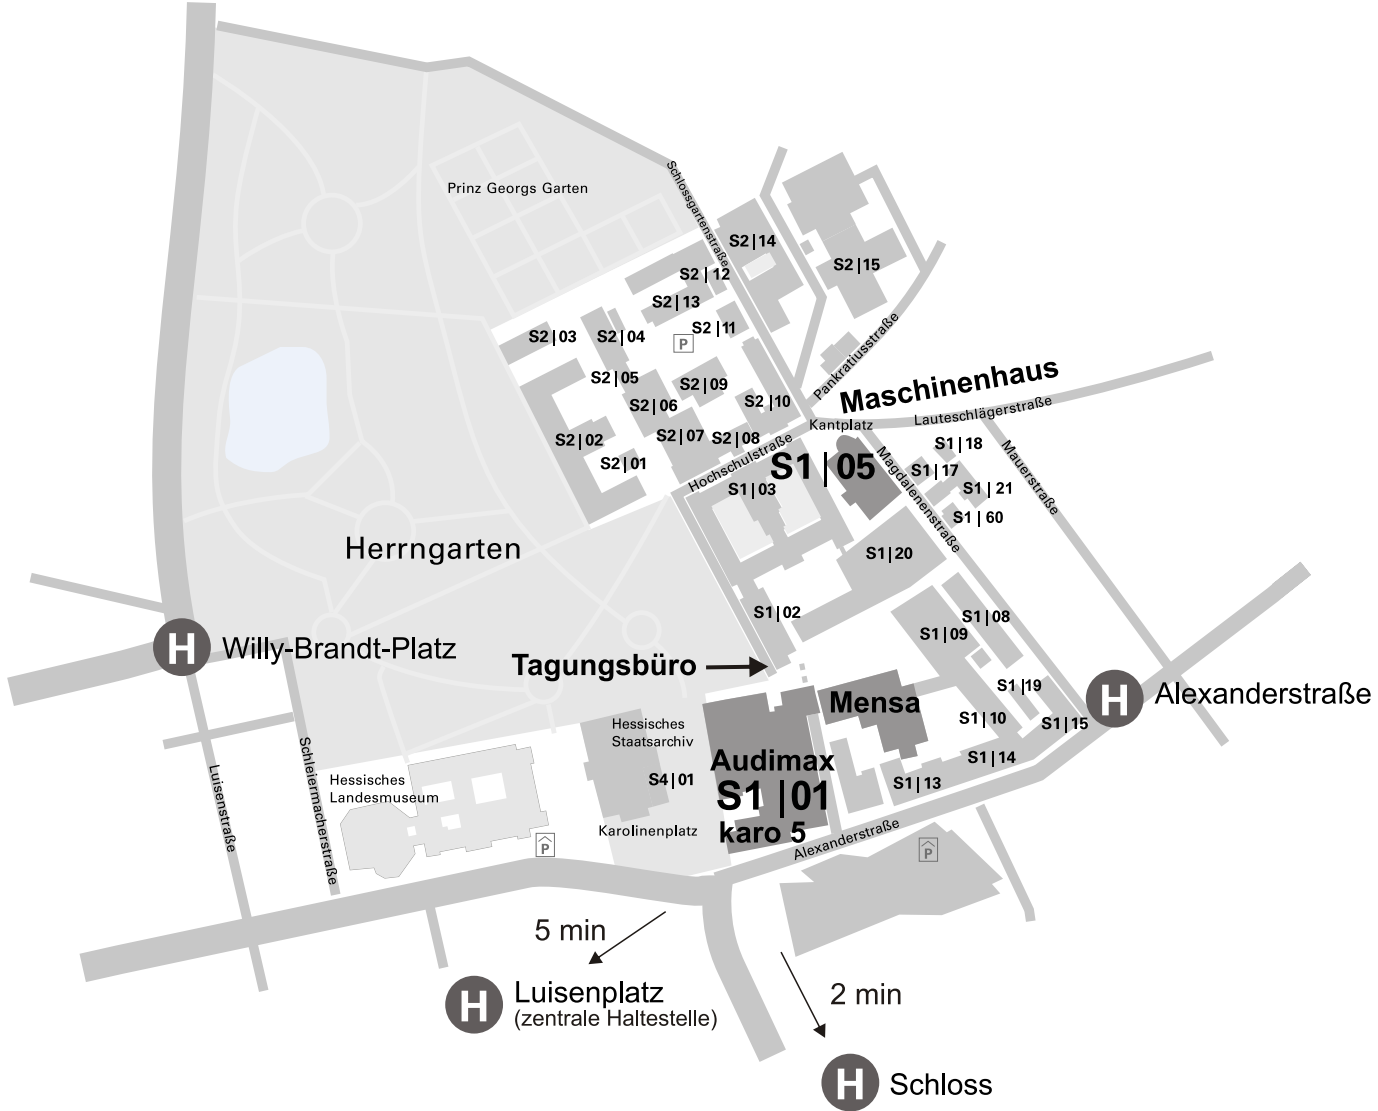 Schlossgartenstraße
Prinz Georgs Garten
S2|14
S2|15
S2|12
S2|13
S2|11
S2|03
S2|04
P
Pankratiusstraße
S2|05
S2|09
Maschinenhaus
S2|06
S2|10
Lauteschlägerstraße
Kantplatz
S2|02
S2|07
S2|08
S1|18
S2|01
Hochschulstraße
S1|05
S1|17
Magdalenenstraße
Mauerstraße
S1|03
S1|21
S1|60
Herrngarten
S1|20
S1|02
S1|08
S1|09
H Willy-Brandt-Platz
Tagungsbüro
S1|19
H Alexanderstraße
Mensa
S1|10
S1|15
Hessisches
Staatsarchiv
Audimax
S1|14
S4|01
S1|01
S1|13
Hessisches
Landesmuseum
Luisenstraße
Schleiermacherstraße
Karolinenplatz
karo 5
P
Alexanderstraße
P
5 min
H Luisenplatz
(zentrale Haltestelle)
2 min
H Schloss